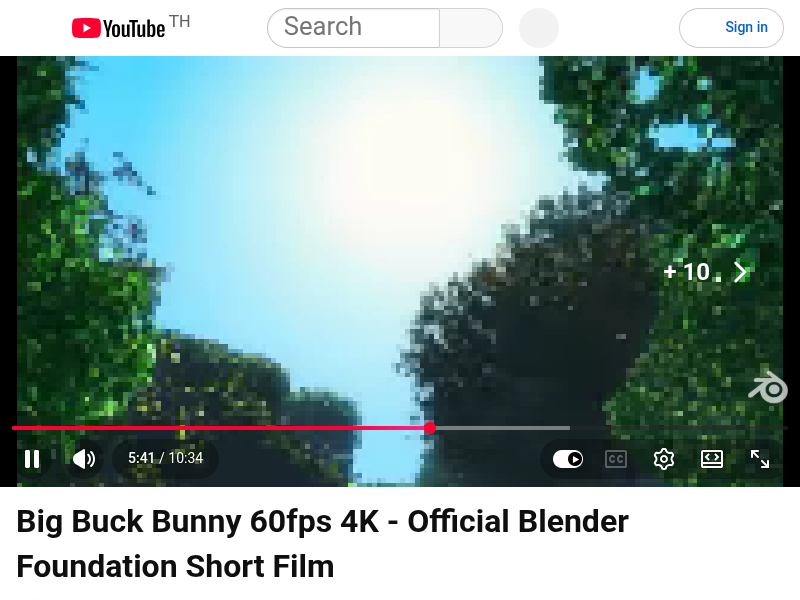 YouTube TH
Search
Sign in
+ 10 .
5:41 / 10:34
CC
Big Buck Bunny 60fps 4K - Official Blender
Foundation Short Film